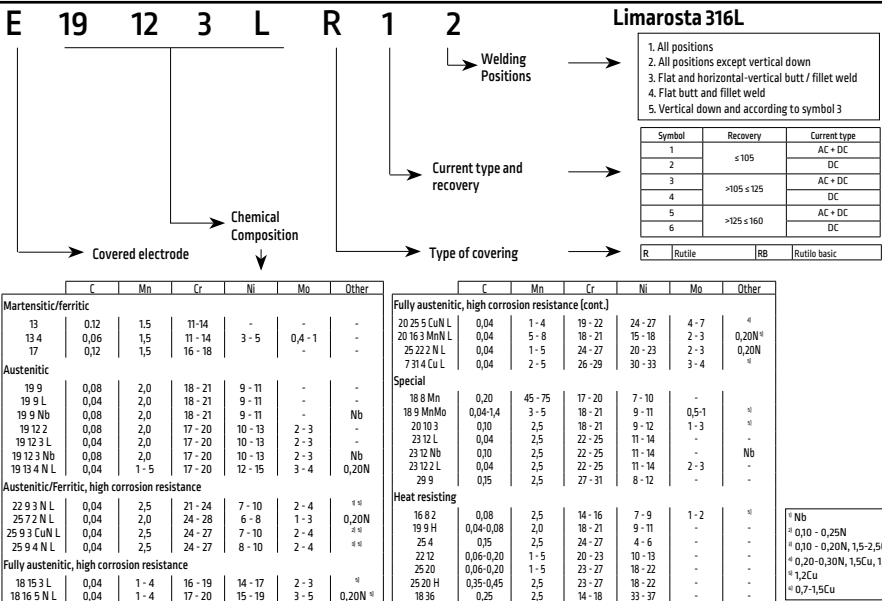 E 19 12 3 L R 1 2
Limarosta 316L
Welding
Positions
1. All positions
2. All positions except vertical down
3. Flat and horizontal-vertical butt / fillet weld
4. Flat butt and fillet weld
5. Vertical down and according to symbol 3
Current type and
recovery
Symbol Recovery Current type
1 ≤ 105 AC + DC
2 DC
3 >105 ≤ 125 AC + DC
4 DC
5 >125 ≤ 160 AC + DC
6 DC
Chemical
Composition
Covered electrode
Type of covering
R Rutile RB Rutilo basic
C Mn Cr Ni Mo Other
Martensitic/ferritic
13 0.12 1.5 11-14 - - -
13 4 0,06 1,5 11 - 14 3 - 5 0,4 - 1 -
17 0,12 1,5 16 - 18 - -
Austenitic
19 9 0,08 2,0 18 - 21 9 - 11 - -
19 9 L 0,04 2,0 18 - 21 9 - 11 - -
19 9 Nb 0,08 2,0 18 - 21 9 - 11 - Nb
19 12 2 0,08 2,0 17 - 20 10 - 13 2 - 3 -
19 12 3 L 0,04 2,0 17 - 20 10 - 13 2 - 3 -
19 12 3 Nb 0,08 2,0 17 - 20 10 - 13 2 - 3 Nb
19 13 4 N L 0,04 1 - 5 17 - 20 12 - 15 3 - 4 0,20N
Austenitic/Ferritic, high corrosion resistance
22 9 3 N L 0,04 2,5 21 - 24 7 - 10 2 - 4
25 7 2 N L 0,04 2,0 24 - 28 6 - 8 1 - 3 0,20N
25 9 3 CuN L 0,04 2,5 24 - 27 7 - 10 2 - 4
25 9 4 N L 0,04 2,5 24 - 27 8 - 10 2 - 4
Fully austenitic, high corrosion resistance
18 15 3 L 0,04 1 - 4 16 - 19 14 - 17 2 - 3 ⁵⁾
18 16 5 N L 0,04 1 - 4 17 - 20 15 - 19 3 - 5 0,20N ⁵⁾
C Mn Cr Ni Mo Other
Fully austenitic, high corrosion resistance (cont.)
20 25 5 CuN L 0,04 1 - 4 19 - 22 24 - 27 4 - 7 ⁴⁾
20 16 3 MnN L 0,04 5 - 8 18 - 21 15 - 18 2 - 3 0,20N ⁵⁾
25 22 2 N L 0,04 1 - 5 24 - 27 20 - 23 2 - 3 0,20N
7 31 4 Cu L 0,04 2 - 5 26 -29 30 - 33 3 - 4 ⁵⁾
Special
18 8 Mn 0,20 45 - 75 17 - 20 7 - 10 -
18 9 MnMo 0,04-1,4 3 - 5 18 - 21 9 - 11 0,5-1 ⁵⁾
20 10 3 0,10 2,5 18 - 21 9 - 12 1 - 3 ⁵⁾
23 12 L 0,04 2,5 22 - 25 11 - 14 - -
23 12 Nb 0,10 2,5 22 - 25 11 - 14 - Nb
23 12 2 L 0,04 2,5 22 - 25 11 - 14 2 - 3 -
29 9 0,15 2,5 27 - 31 8 - 12 - -
Heat resisting
16 8 2 0,08 2,5 14 - 16 7 - 9 1 - 2 ⁵⁾
19 9 H 0,04-0,08 2,0 18 - 21 9 - 11 - -
25 4 0,15 2,5 24 - 27 4 - 6 - -
22 12 0,06-0,20 1 - 5 20 - 23 10 - 13 - -
25 20 0,06-0,20 1 - 5 23 - 27 18 - 22 - -
25 20 H 0,35-0,45 2,5 23 - 27 18 - 22 - -
18 36 0,25 2,5 14 - 18 33 - 37 - -
¹⁾ Nb
²⁾ 0,10 - 0,25N
³⁾ 0,10 - 0,20N, 1,5-2,5
⁴⁾ 0,20-0,30N, 1,5Cu, 1
⁵⁾ 1,2Cu
⁶⁾ 0,7-1,5Cu